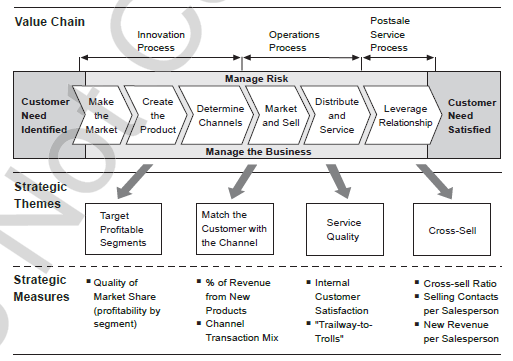 Value Chain
Innovation
Process
Operations
Process
Postsale
Service
Process
Manage Risk
Customer
Need
Identified
Make
the
Market
Create
the
Product
Determine
Channels
Market
and Sell
Distribute
and
Service
Leverage
Relationship
Customer
Need
Satisfied
Manage the Business
Strategic
Themes
Target
Profitable
Segments
Match the
Customer with
the Channel
Service
Quality
Cross-Sell
Strategic
Measures
▪ Quality of
Market Share
(profitability by
segment)
▪ % of Revenue
from New
Products
▪ Channel
Transaction Mix
▪ Internal
Customer
Satisfaction
▪ "Trailway-to-
Trolls"
▪ Cross-sell Ratio
▪ Selling Contacts
per Salesperson
▪ New Revenue
per Salesperson